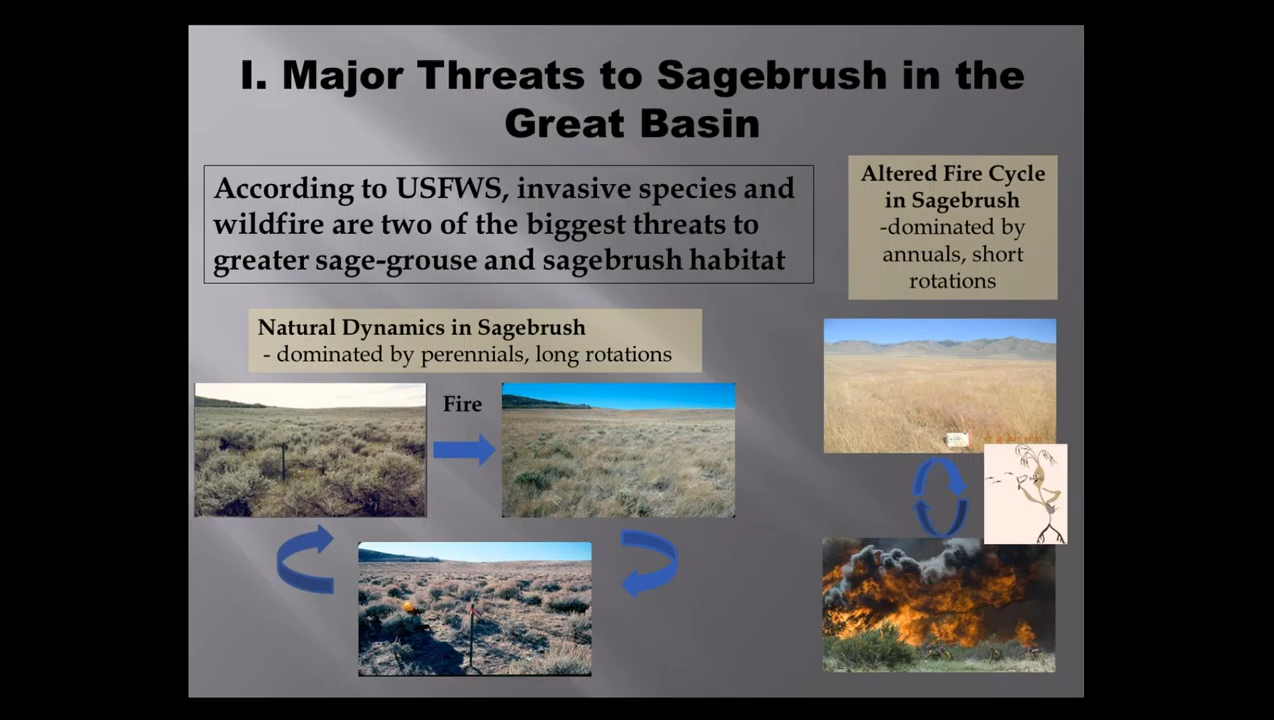 I. Major Threats to Sagebrush in the
Great Basin
According to USFWS, invasive species and
wildfire are two of the biggest threats to
greater sage-grouse and sagebrush habitat
Altered Fire Cycle
in Sagebrush
-dominated by
annuals, short
rotations
Natural Dynamics in Sagebrush
- dominated by perennials, long rotations
Fire